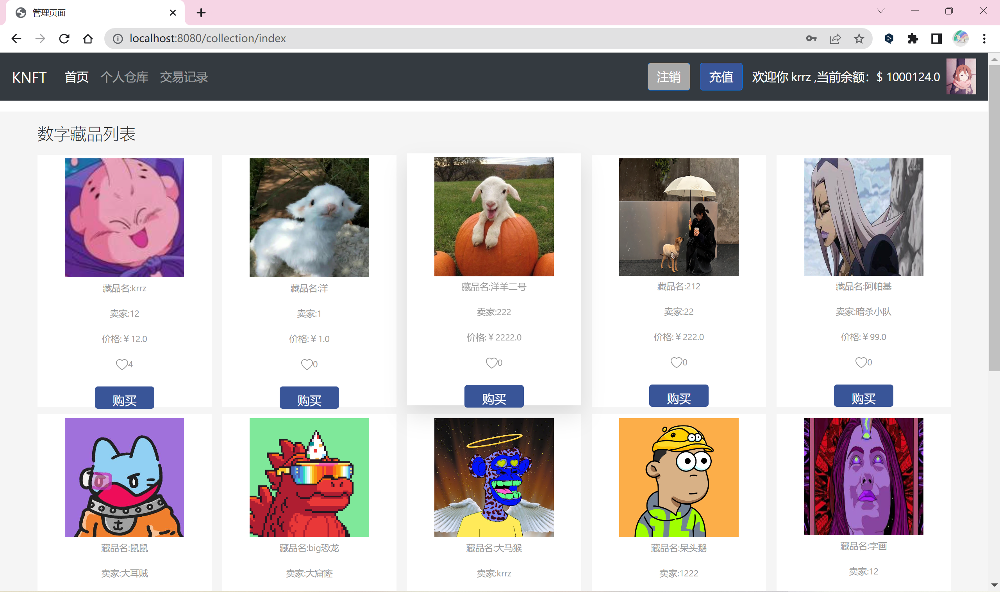 管理页面
localhost:8080/collection/index
KNFT 首页 个人仓库 交易记录 注销 充值 欢迎你 krrz ,当前余额：$ 1000124.0
数字藏品列表
藏品名:krrz
卖家:12
价格:￥12.0
4
购买
藏品名:洋
卖家:1
价格:￥1.0
0
购买
藏品名:洋羊二号
卖家:222
价格:￥2222.0
0
购买
藏品名:212
卖家:22
价格:￥222.0
0
购买
藏品名:阿帕基
卖家:暗杀小队
价格:￥99.0
0
购买
藏品名:鼠鼠
卖家:大耳贼
藏品名:big恐龙
卖家:大窟窿
藏品名:大马猴
卖家:krrz
藏品名:呆头鹅
卖家:1222
藏品名:字画
卖家:12